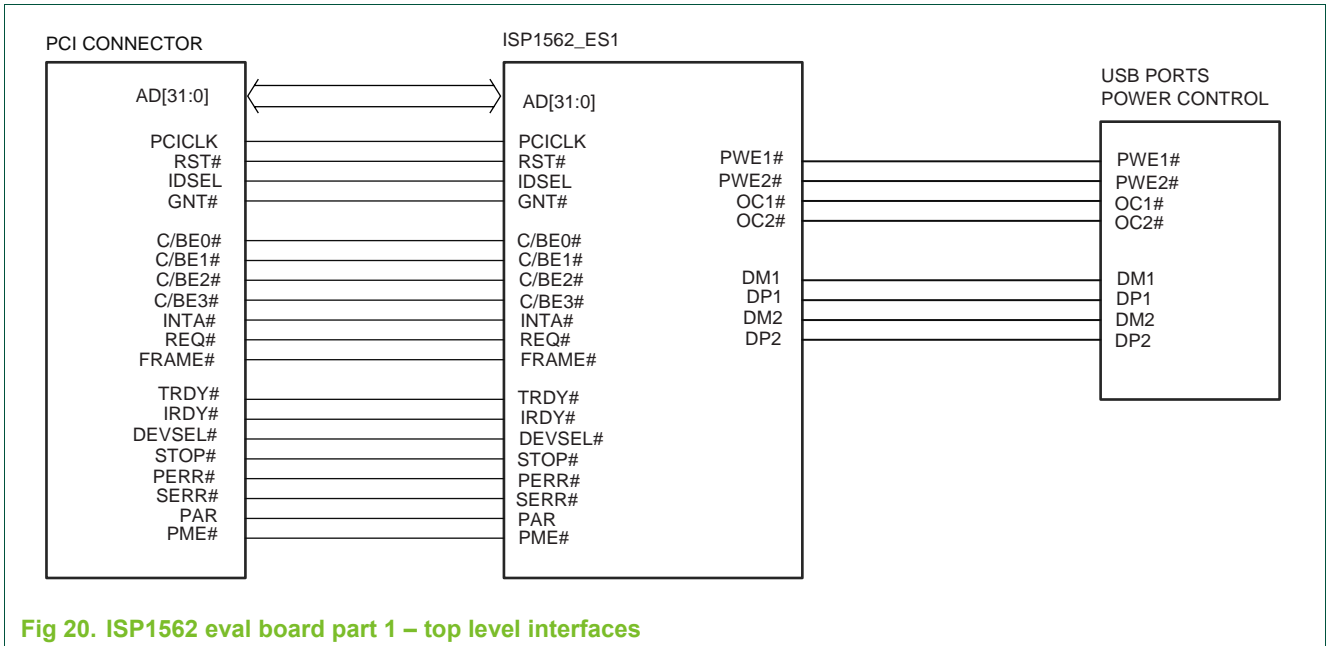 PCI CONNECTOR
AD[31:0]
PCICLK
RST#
IDSEL
GNT#
C/BE0#
C/BE1#
C/BE2#
C/BE3#
INTA#
REQ#
FRAME#
TRDY#
IRDY#
DEVSEL#
STOP#
PERR#
SERR#
PAR
PME#
ISP1562_ES1
AD[31:0]
PCICLK
RST#
IDSEL
GNT#
C/BE0#
C/BE1#
C/BE2#
C/BE3#
INTA#
REQ#
FRAME#
TRDY#
IRDY#
DEVSEL#
STOP#
PERR#
SERR#
PAR
PME#
PWE1#
PWE2#
OC1#
OC2#
DM1
DP1
DM2
DP2
USB PORTS
POWER CONTROL
PWE1#
PWE2#
OC1#
OC2#
DM1
DP1
DM2
DP2
Fig 20. ISP1562 eval board part 1 – top level interfaces